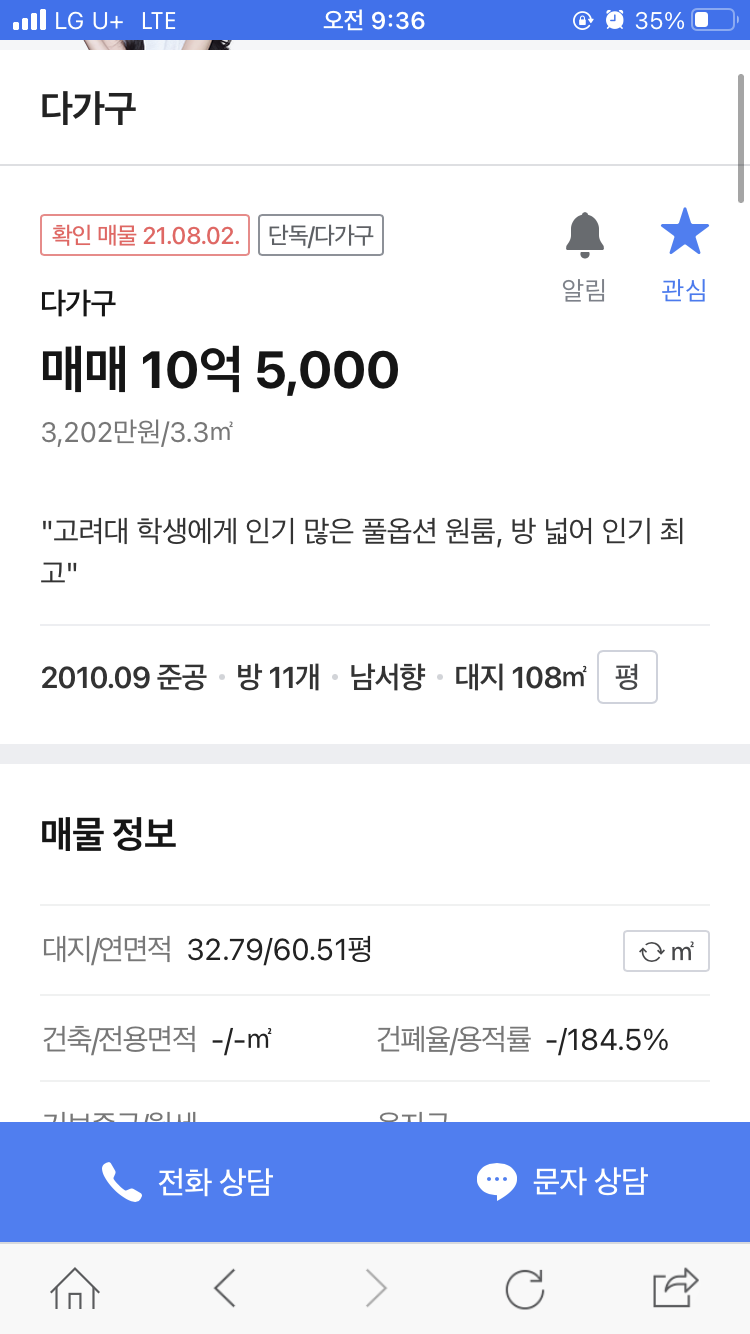 LG U+ LTE 오전 9:36 35%
다가구
확인 매물 21.08.02. 단독/다가구
알림 관심
다가구
매매 10억 5,000
3,202만원/3.3㎡
"고려대 학생에게 인기 많은 풀옵션 원룸, 방 넓어 인기 최
고"
2010.09 준공 · 방 11개 · 남서향 · 대지 108㎡ 평
매물 정보
대지/연면적 32.79/60.51평 ㎡
건축/전용면적 -/-㎡ 건폐율/용적률 -/184.5%
전화 상담 문자 상담